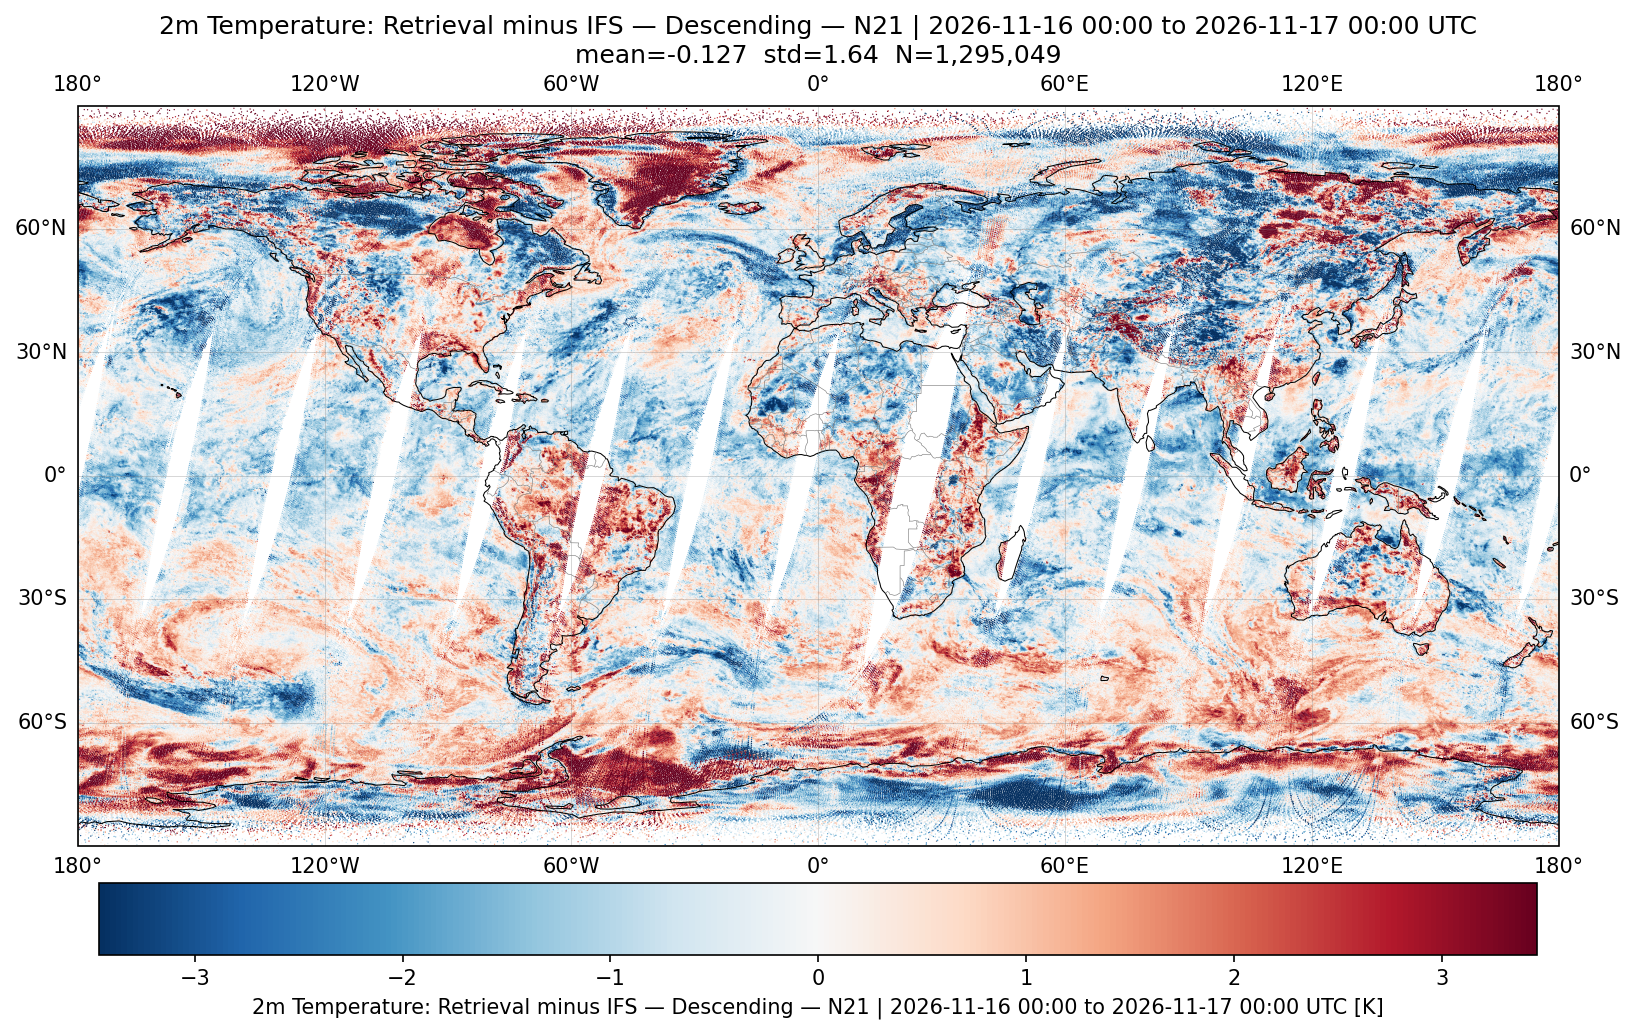 2m Temperature: Retrieval minus IFS — Descending — N21 | 2026-11-16 00:00 to 2026-11-17 00:00 UTC
mean=-0.127  std=1.64  N=1,295,049
180° 120°W 60°W 0° 60°E 120°E 180°
60°N 60°N
30°N 30°N
0° 0°
30°S 30°S
60°S 60°S
180° 120°W 60°W 0° 60°E 120°E 180°
−3 −2 −1 0 1 2 3
2m Temperature: Retrieval minus IFS — Descending — N21 | 2026-11-16 00:00 to 2026-11-17 00:00 UTC [K]